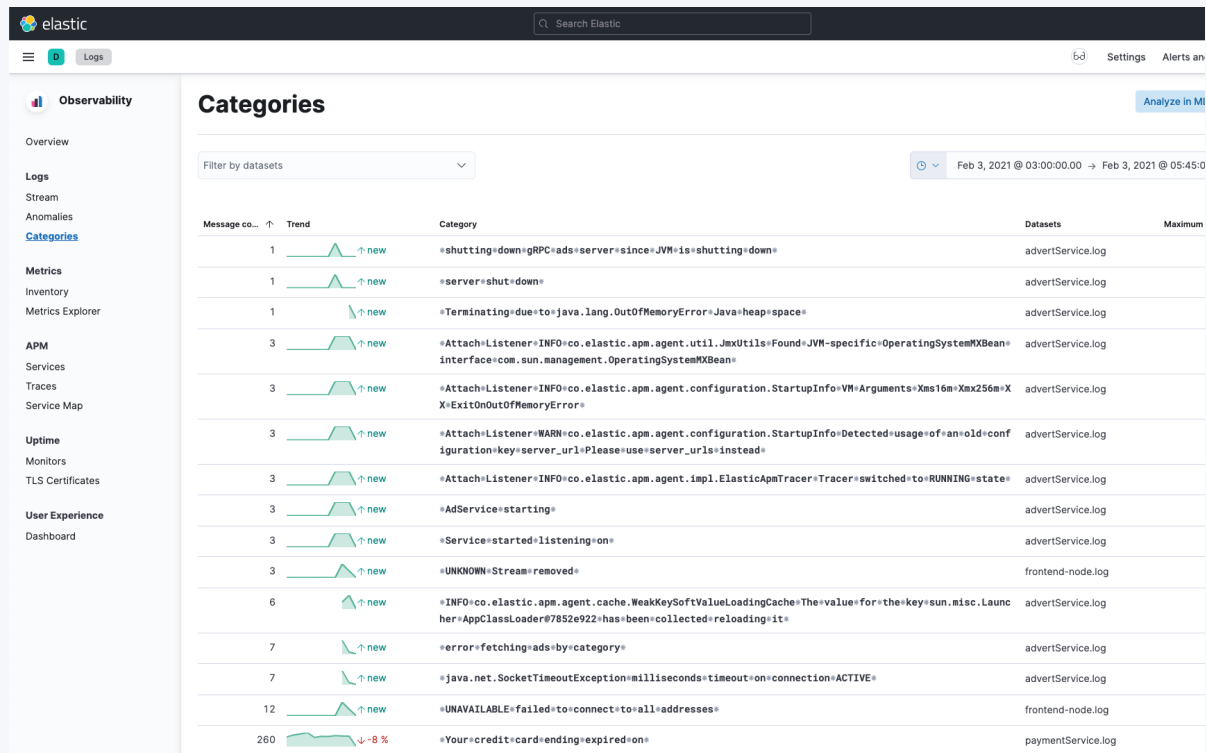 elastic
Search Elastic
D
Logs
Settings
Alerts an
Observability
Overview
Logs
Stream
Anomalies
Categories
Metrics
Inventory
Metrics Explorer
APM
Services
Traces
Service Map
Uptime
Monitors
TLS Certificates
User Experience
Dashboard
Categories
Analyze in ML
Filter by datasets
Feb 3, 2021 @ 03:00:00.00 → Feb 3, 2021 @ 05:45:0
Message co... ↑ Trend Category Datasets Maximum
1 ↑ new *shutting*down*gRPC*ads*server*since*JVM*is*shutting*down* advertService.log
1 ↑ new *server*shut*down* advertService.log
1 ↑ new *Terminating*due*to*java.lang.OutOfMemoryError*Java*heap*space* advertService.log
3 ↑ new *Attach*Listener*INFO*co.elastic.apm.agent.util.JmxUtils*Found*JVM-specific*OperatingSystemMXBean* advertService.log
interface*com.sun.management.OperatingSystemMXBean*
3 ↑ new *Attach*Listener*INFO*co.elastic.apm.agent.configuration.StartupInfo*VM*Arguments*Xms16m*Xmx256m*X advertService.log
X*ExitOnOutOfMemoryError*
3 ↑ new *Attach*Listener*WARN*co.elastic.apm.agent.configuration.StartupInfo*Detected*usage*of*an*old*conf advertService.log
iguration*key*server_url*Please*use*server_urls*instead*
3 ↑ new *Attach*Listener*INFO*co.elastic.apm.agent.impl.ElasticApmTracer*Tracer*switched*to*RUNNING*state* advertService.log
3 ↑ new *AdService*starting* advertService.log
3 ↑ new *Service*started*listening*on* advertService.log
3 ↑ new *UNKNOWN*Stream*removed* frontend-node.log
6 ↑ new *INFO*co.elastic.apm.agent.cache.WeakKeySoftValueLoadingCache*The*value*for*the*key*sun.misc.Launc advertService.log
her*AppClassLoader@7852e922*has*been*collected*reloading*it*
7 ↑ new *error*fetching*ads*by*category* advertService.log
7 ↑ new *java.net.SocketTimeoutException*milliseconds*timeout*on*connection*ACTIVE* advertService.log
12 ↑ new *UNAVAILABLE*failed*to*connect*to*all*addresses* frontend-node.log
260 ↓ -8 % *Your*credit*card*ending*expired*on* paymentService.log